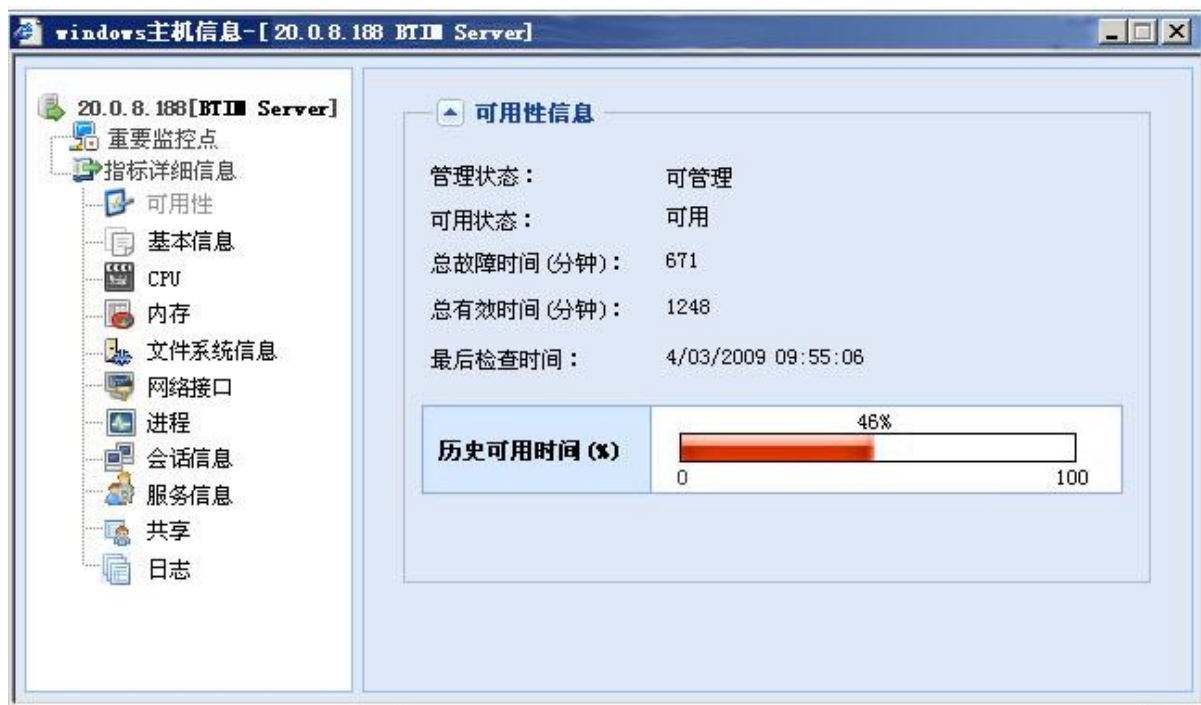 windows主机信息-[20.0.8.188 BTIM Server]
20.0.8.188[BTIM Server]
重要监控点
指标详细信息
可用性
基本信息
CPU
内存
文件系统信息
网络接口
进程
会话信息
服务信息
共享
日志
可用性信息
管理状态: 可管理
可用状态: 可用
总故障时间(分钟): 671
总有效时间(分钟): 1248
最后检查时间: 4/03/2009 09:55:06
历史可用时间(%)
46%
0 100